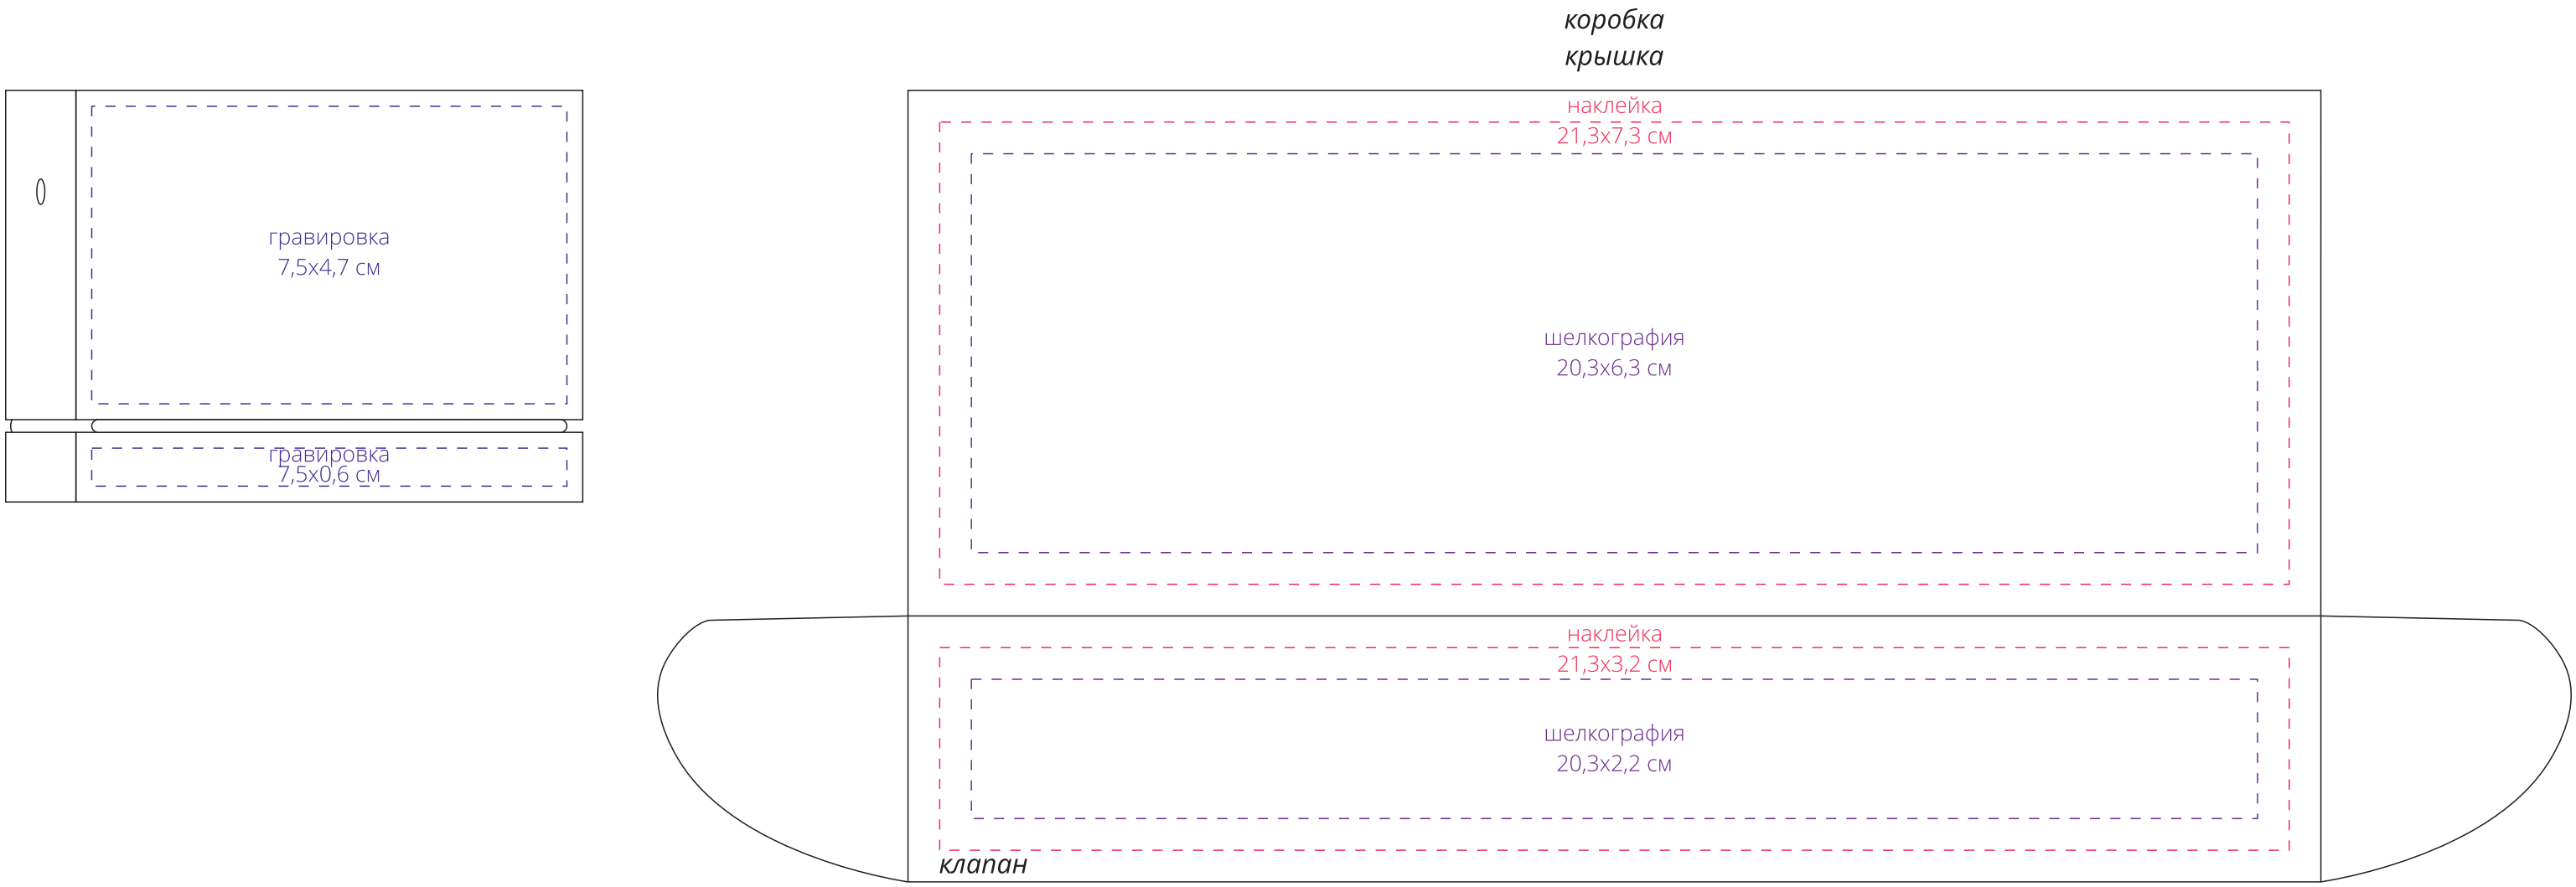 гравировка
7,5х4,7 см
гравировка
7,5х0,6 см
коробка
крышка
наклейка
21,3х7,3 см
шелкография
20,3х6,3 см
наклейка
21,3х3,2 см
шелкография
20,3х2,2 см
клапан